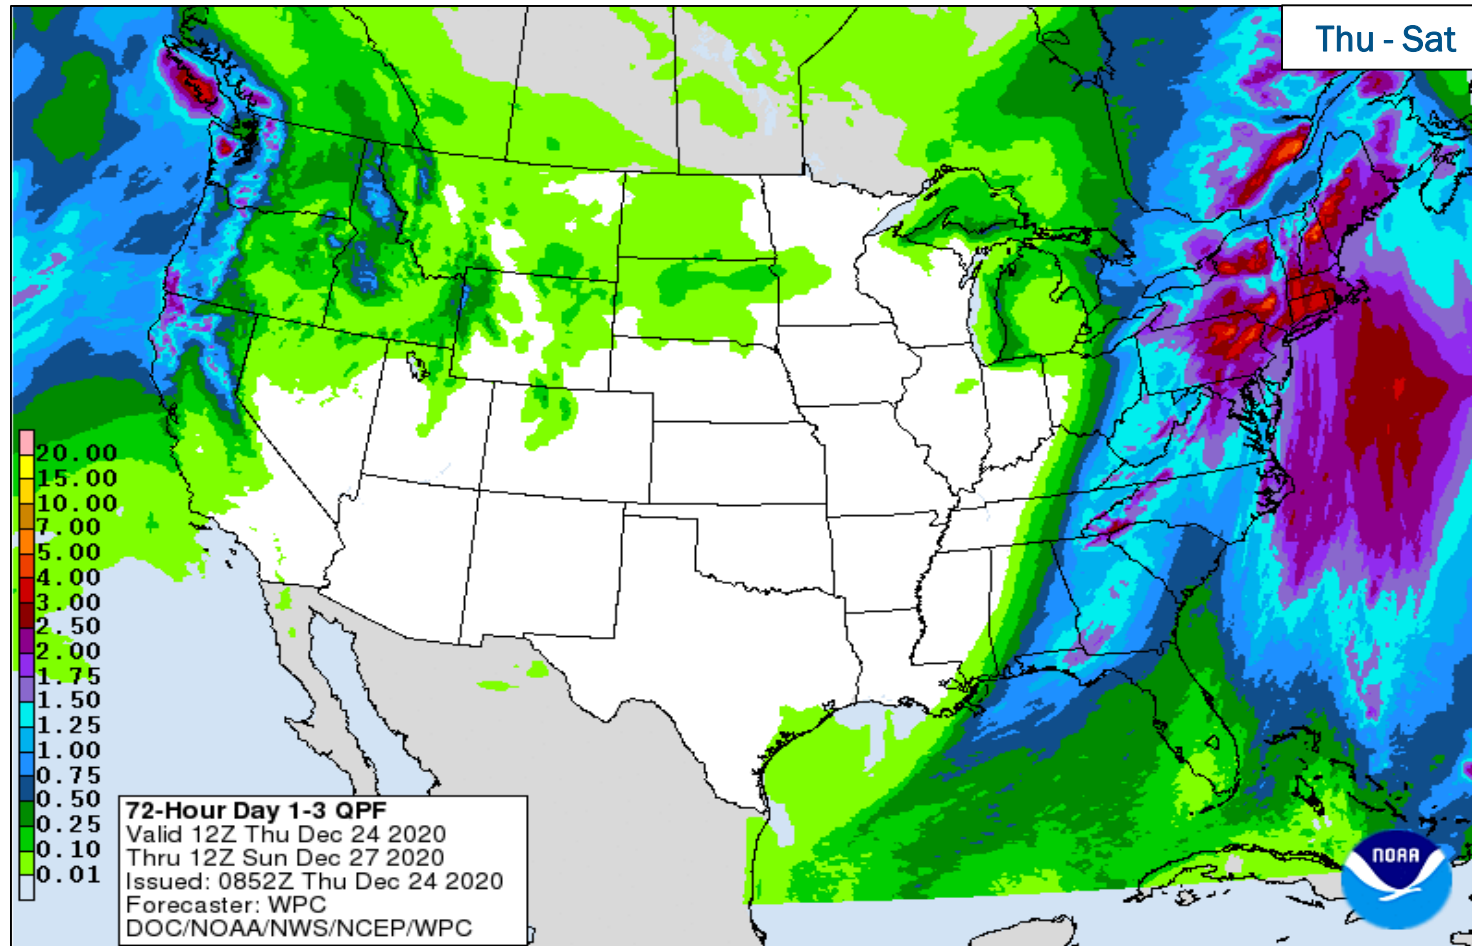 Thu - Sat
20.00
15.00
10.00
7.00
5.00
4.00
3.00
2.50
2.00
1.75
1.50
1.25
1.00
0.75
0.50
0.25
0.10
0.01
72-Hour Day 1-3 QPF
Valid 12Z Thu Dec 24 2020
Thru 12Z Sun Dec 27 2020
Issued: 0852Z Thu Dec 24 2020
Forecaster: WPC
DOC/NOAA/NWS/NCEP/WPC
NOAA